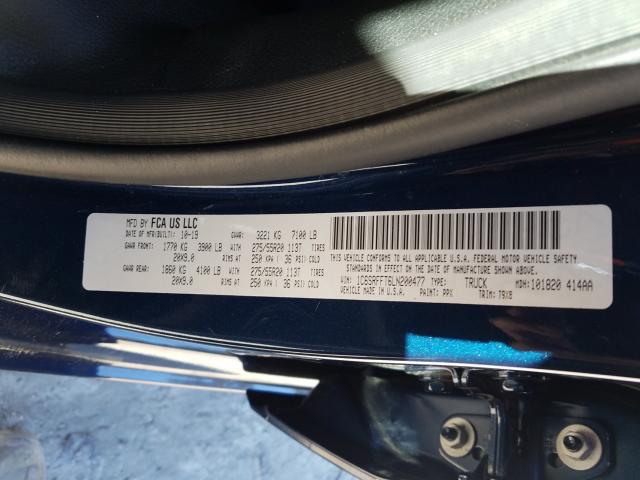 MFD BY FCA US LLC
DATE OF MFR(BUILT): 10-19 GVWR: 3221 KG 7100 LB
GAWR FRONT: 1770 KG 3900 LB WITH 275/55R20 113T TIRES
20X9.0 RIMS AT 250 KPA ( 36 PSI) COLD
GAWR REAR: 1860 KG 4100 LB WITH 275/55R20 113T TIRES
20X9.0 RIMS AT 250 KPA ( 36 PSI) COLD
THIS VEHICLE CONFORMS TO ALL APPLICABLE U.S.A. FEDERAL MOTOR VEHICLE SAFETY
STANDARDS IN EFFECT ON THE DATE OF MANUFACTURE SHOWN ABOVE.
VIN: 1C6SRFFT6LN200477 TYPE: TRUCK MDH: 101820 414AA
VEHICLE MADE IN U.S.A. PAINT: PPX TRIM: T9X8